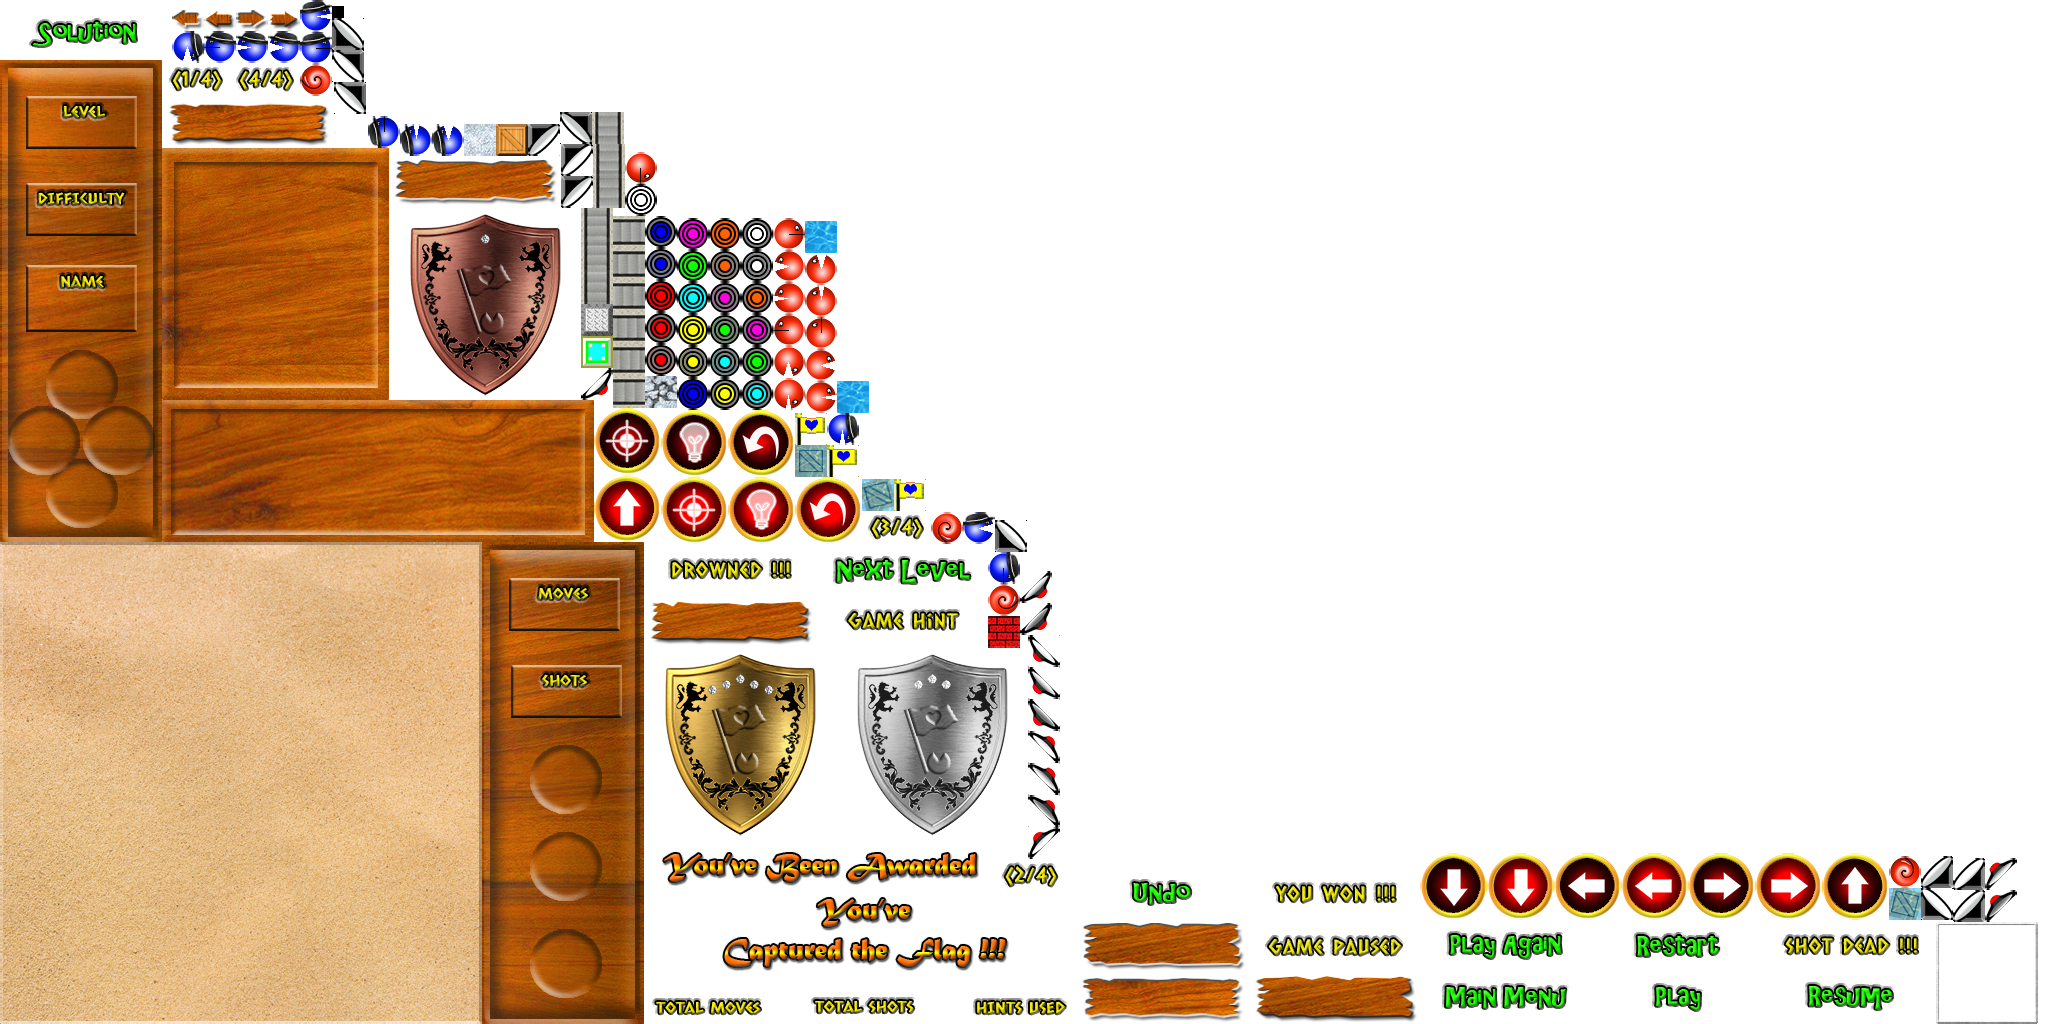 Solution
(1/4) (4/4)
LEVEL
DIFFICULTY
NAME
(3/4)
DROWNED !!!
Next Level
MOVES
GAME HINT
SHOTS
You've Been Awarded
(2/4)
You've
Captured the Flag !!!
TOTAL MOVES
TOTAL SHOTS
HINTS USED
Undo
YOU WON !!!
GAME PAUSED
Play Again
Restart
SHOT DEAD !!!
Main Menu
Play
Resume